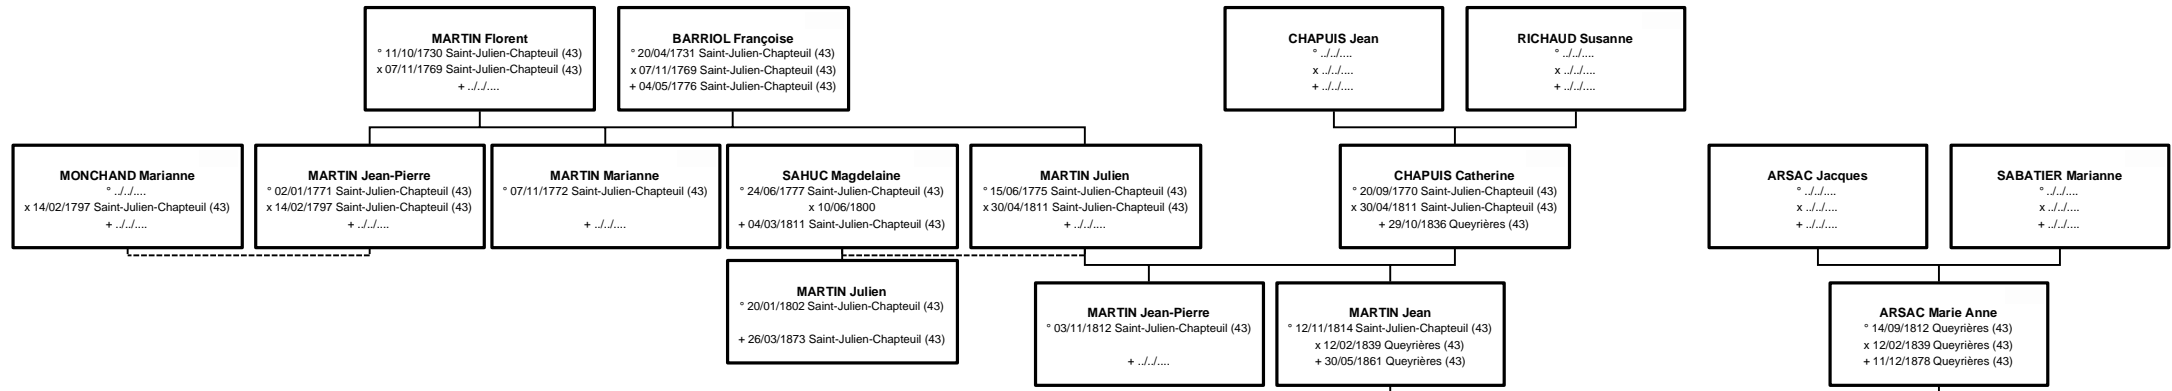 MARTIN Florent
° 11/10/1730 Saint-Julien-Chapteuil (43)
x 07/11/1769 Saint-Julien-Chapteuil (43)
+ ../../....
BARRIOL Françoise
° 20/04/1731 Saint-Julien-Chapteuil (43)
x 07/11/1769 Saint-Julien-Chapteuil (43)
+ 04/05/1776 Saint-Julien-Chapteuil (43)
CHAPUIS Jean
° ../../....
x ../../....
+ ../../....
RICHAUD Susanne
° ../../....
x ../../....
+ ../../....
MONCHAND Marianne
° ../../....
x 14/02/1797 Saint-Julien-Chapteuil (43)
+ ../../....
MARTIN Jean-Pierre
° 02/01/1771 Saint-Julien-Chapteuil (43)
x 14/02/1797 Saint-Julien-Chapteuil (43)
+ ../../....
MARTIN Marianne
° 07/11/1772 Saint-Julien-Chapteuil (43)
+ ../../....
SAHUC Magdelaine
° 24/06/1777 Saint-Julien-Chapteuil (43)
x 10/06/1800
+ 04/03/1811 Saint-Julien-Chapteuil (43)
MARTIN Julien
° 15/06/1775 Saint-Julien-Chapteuil (43)
x 30/04/1811 Saint-Julien-Chapteuil (43)
+ ../../....
CHAPUIS Catherine
° 20/09/1770 Saint-Julien-Chapteuil (43)
x 30/04/1811 Saint-Julien-Chapteuil (43)
+ 29/10/1836 Queyrières (43)
ARSAC Jacques
° ../../....
x ../../....
+ ../../....
SABATIER Marianne
° ../../....
x ../../....
+ ../../....
MARTIN Julien
° 20/01/1802 Saint-Julien-Chapteuil (43)
+ 26/03/1873 Saint-Julien-Chapteuil (43)
MARTIN Jean-Pierre
° 03/11/1812 Saint-Julien-Chapteuil (43)
+ ../../....
MARTIN Jean
° 12/11/1814 Saint-Julien-Chapteuil (43)
x 12/02/1839 Queyrières (43)
+ 30/05/1861 Queyrières (43)
ARSAC Marie Anne
° 14/09/1812 Queyrières (43)
x 12/02/1839 Queyrières (43)
+ 11/12/1878 Queyrières (43)